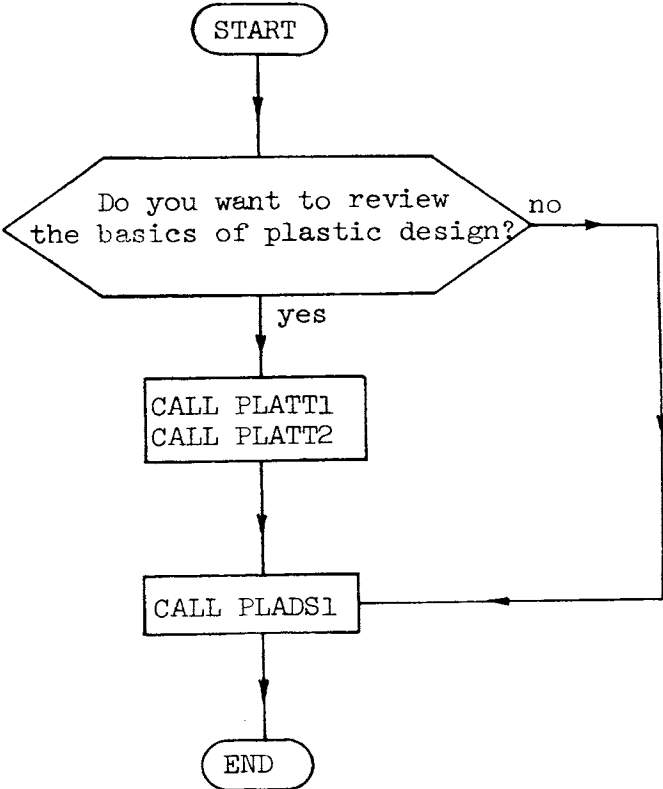 START
Do you want to review
the basics of plastic design?
no
yes
CALL PLATT1
CALL PLATT2
CALL PLADS1
END